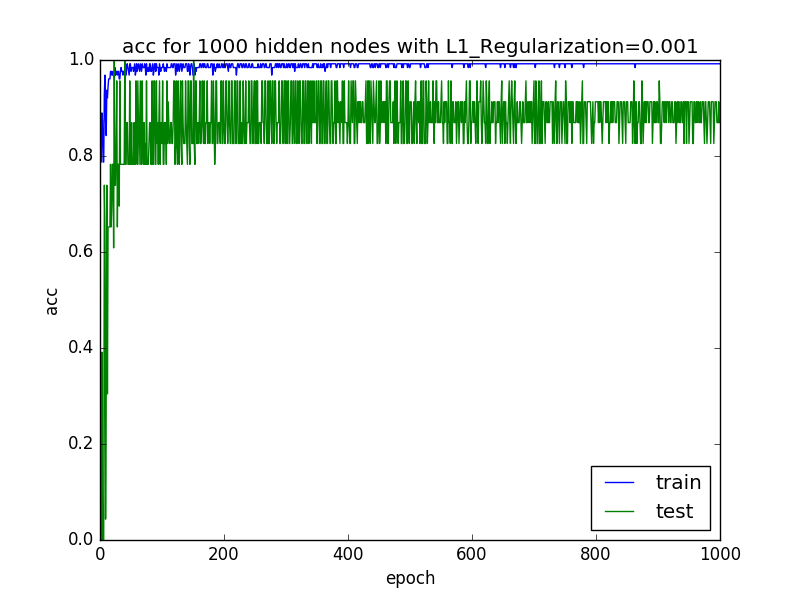 acc for 1000 hidden nodes with L1_Regularization=0.001
1.0
0.8
0.6
0.4
0.2
0.0
acc
0 200 400 600 800 1000
epoch
train
test